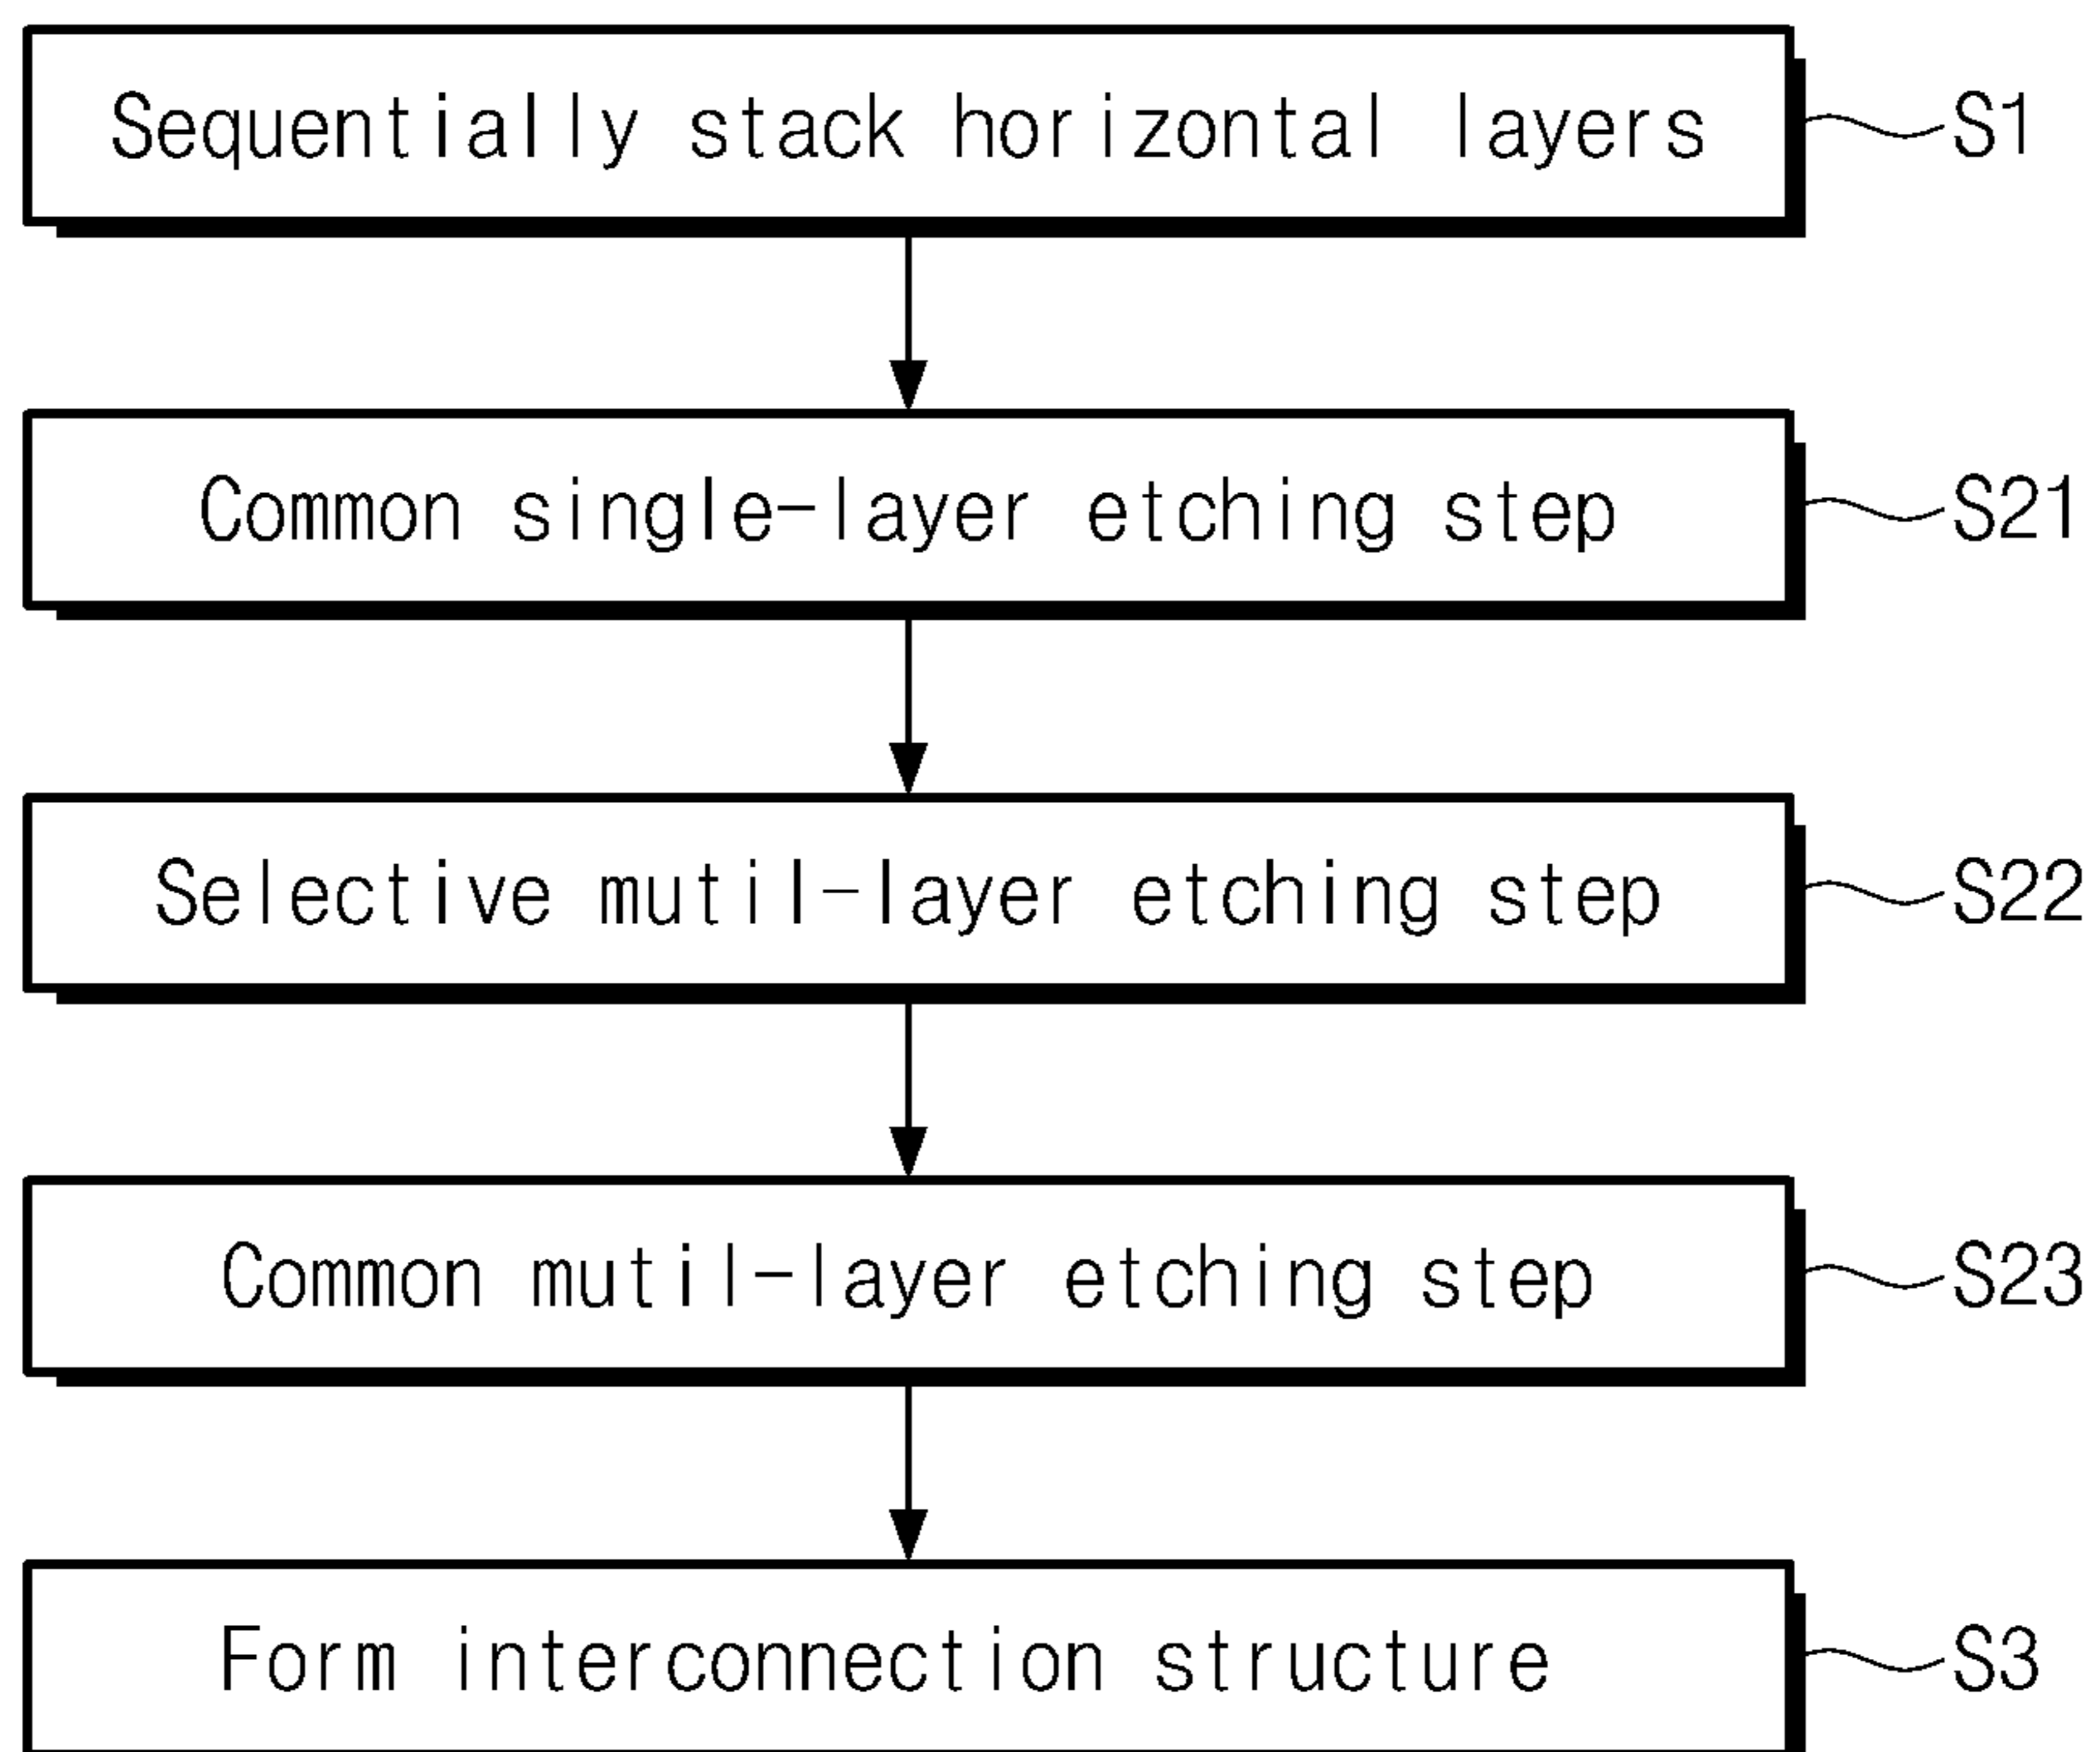 Sequentially stack horizontal layers S1
Common single-layer etching step S21
Selective mutil-layer etching step S22
Common mutil-layer etching step S23
Form interconnection structure S3